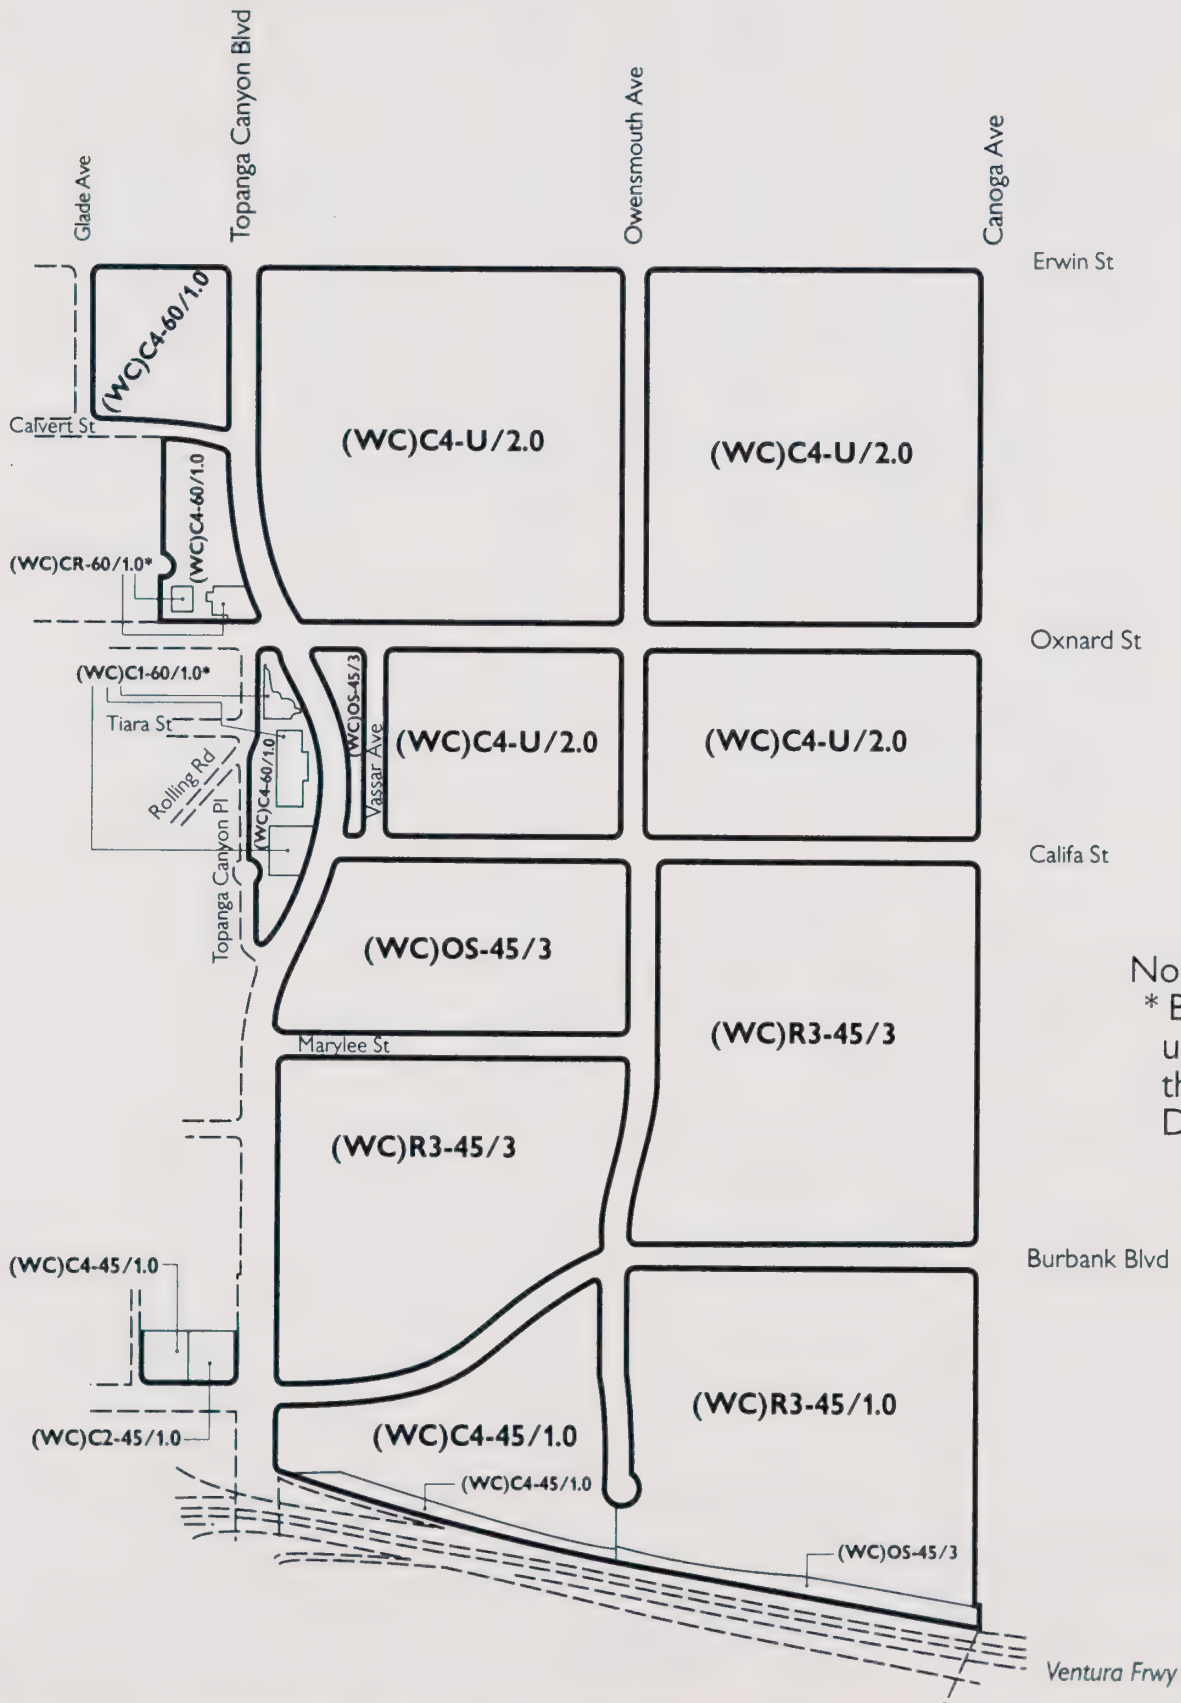 Glade Ave
Topanga Canyon Blvd
Owensmouth Ave
Canoga Ave
Erwin St
(WC)C4-60/1.0
Calvert St
(WC)C4-U/2.0
(WC)C4-U/2.0
(WC)C4-60/1.0
(WC)CR-60/1.0*
Oxnard St
(WC)C1-60/1.0*
Tiara St
(WC)OS-45/3
(WC)C4-U/2.0
(WC)C4-U/2.0
Rolling Rd
(WC)C4-60/1.0
Vassar Ave
Califa St
Topanga Canyon Pl
(WC)OS-45/3
(WC)R3-45/3
Marylee St
(WC)R3-45/3
Burbank Blvd
(WC)C4-45/1.0
(WC)R3-45/1.0
(WC)C2-45/1.0
(WC)C4-45/1.0
(WC)C4-45/1.0
(WC)OS-45/3
Ventura Frwy
No
* B
u
th
D